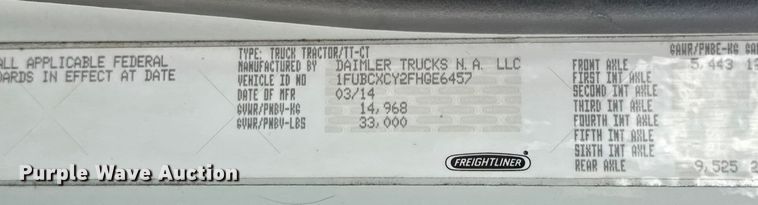 ALL APPLICABLE FEDERAL
ARDS IN EFFECT AT DATE
TYPE: TRUCK TRACTOR/TT-CT
MANUFACTURED BY DAIMLER TRUCKS N.A. LLC
VEHICLE ID NO 1FUBCXCY2FHGE6457
DATE OF MFR 03/14
GVWR/PNBV-KG 14,968
GVWR/PNBV-LBS 33,000
FREIGHTLINER
GAWR/PNBE-KG GA
FRONT AXLE 5,443 1
FIRST INT AXLE
SECOND INT AXLE
THIRD INT AXLE
FOURTH INT AXLE
FIFTH INT AXLE
SIXTH INT AXLE
REAR AXLE 9,525 2
Purple Wave Auction